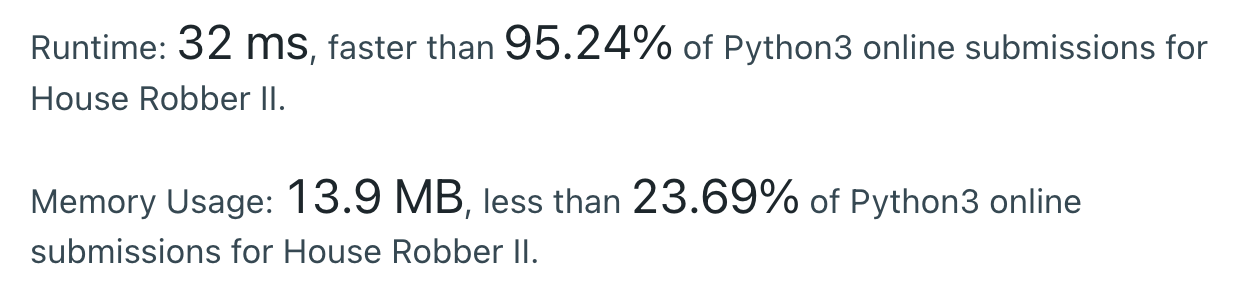 Runtime: 32 ms, faster than 95.24% of Python3 online submissions for
House Robber II.
Memory Usage: 13.9 MB, less than 23.69% of Python3 online
submissions for House Robber II.